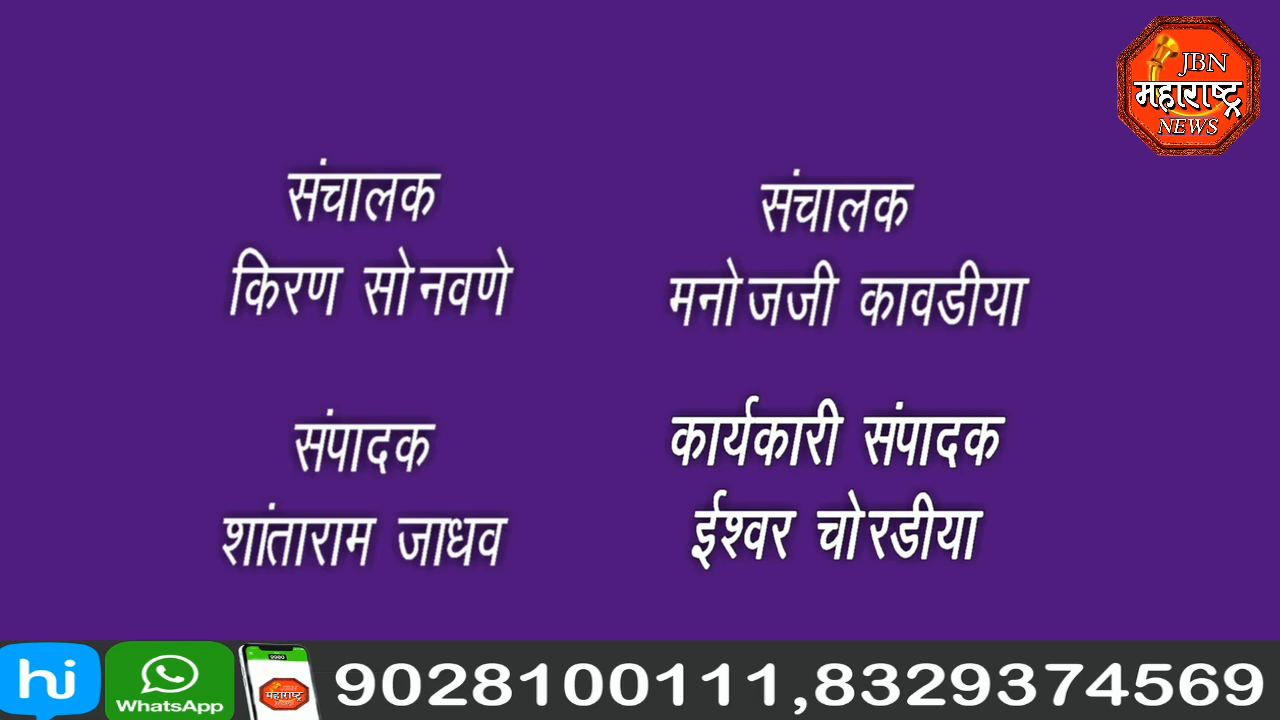 JBN
महाराष्ट्र
NEWS
संचालक
किरण सोनवणे
संचालक
मनोजजी कावडीया
संपादक
शांताराम जाधव
कार्यकारी संपादक
ईश्वर चोरडीया
hi
WhatsApp
महाराष्ट्र
9028100111,8329374569